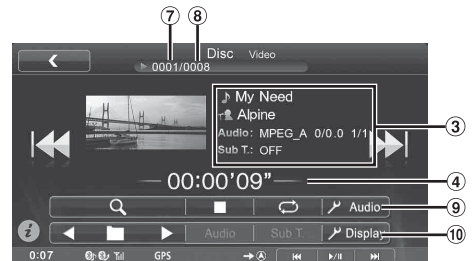 ⑦ ⑧
Disc Video
0001/0008
My Need
Alpine
Audio: MPEG_A 0/0.0 1/1
Sub T.: OFF
③
00:00'09”
④
Audio
⑨
i
Audio Sub T. Display
⑩
0:07 GPS A